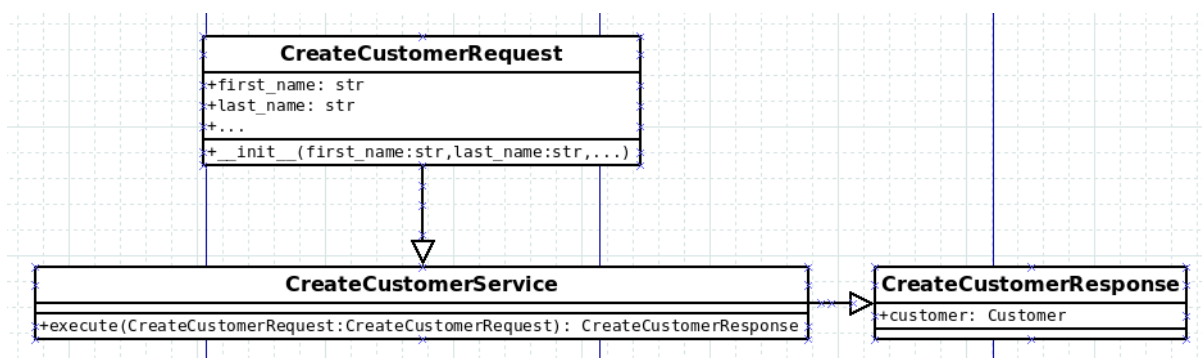 CreateCustomerRequest
+first_name: str
+last_name: str
+...
+__init__(first_name:str,last_name:str,...)
CreateCustomerService
+execute(CreateCustomerRequest:CreateCustomerRequest): CreateCustomerResponse
CreateCustomerResponse
+customer: Customer